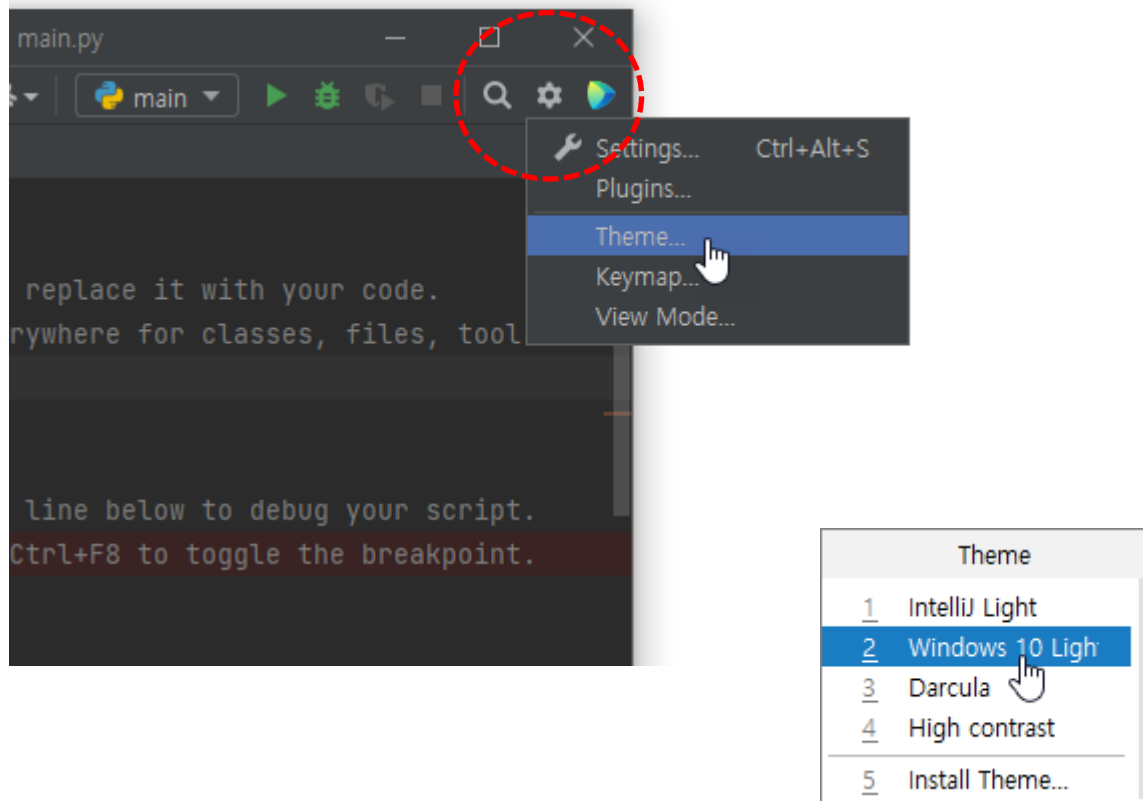 main.py
main
Settings... Ctrl+Alt+S
Plugins...
Theme...
Keymap...
View Mode...
replace it with your code.
rywhere for classes, files, tool
line below to debug your script.
Ctrl+F8 to toggle the breakpoint.
Theme
1 IntelliJ Light
2 Windows 10 Ligh
3 Darcula
4 High contrast
5 Install Theme...